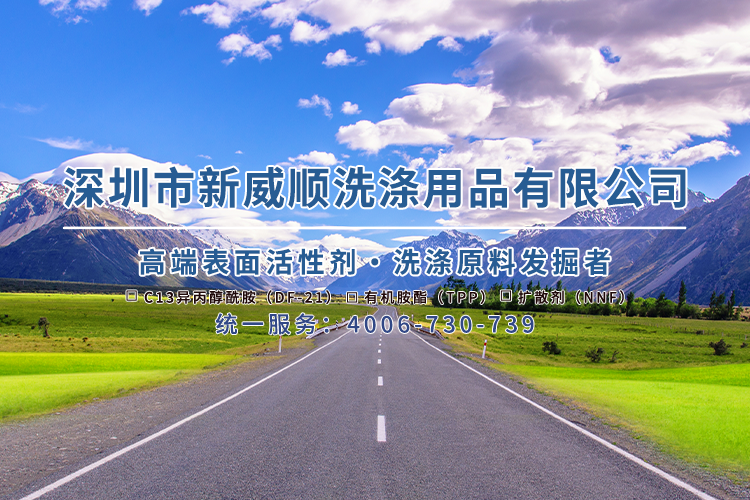 深圳市新威顺洗涤用品有限公司
高端表面活性剂·洗涤原料发掘者
□ C13异丙醇酰胺（DF-21） □ 有机胺酯（TPP） □ 扩散剂（NNF）
统一服务：4006-730-739